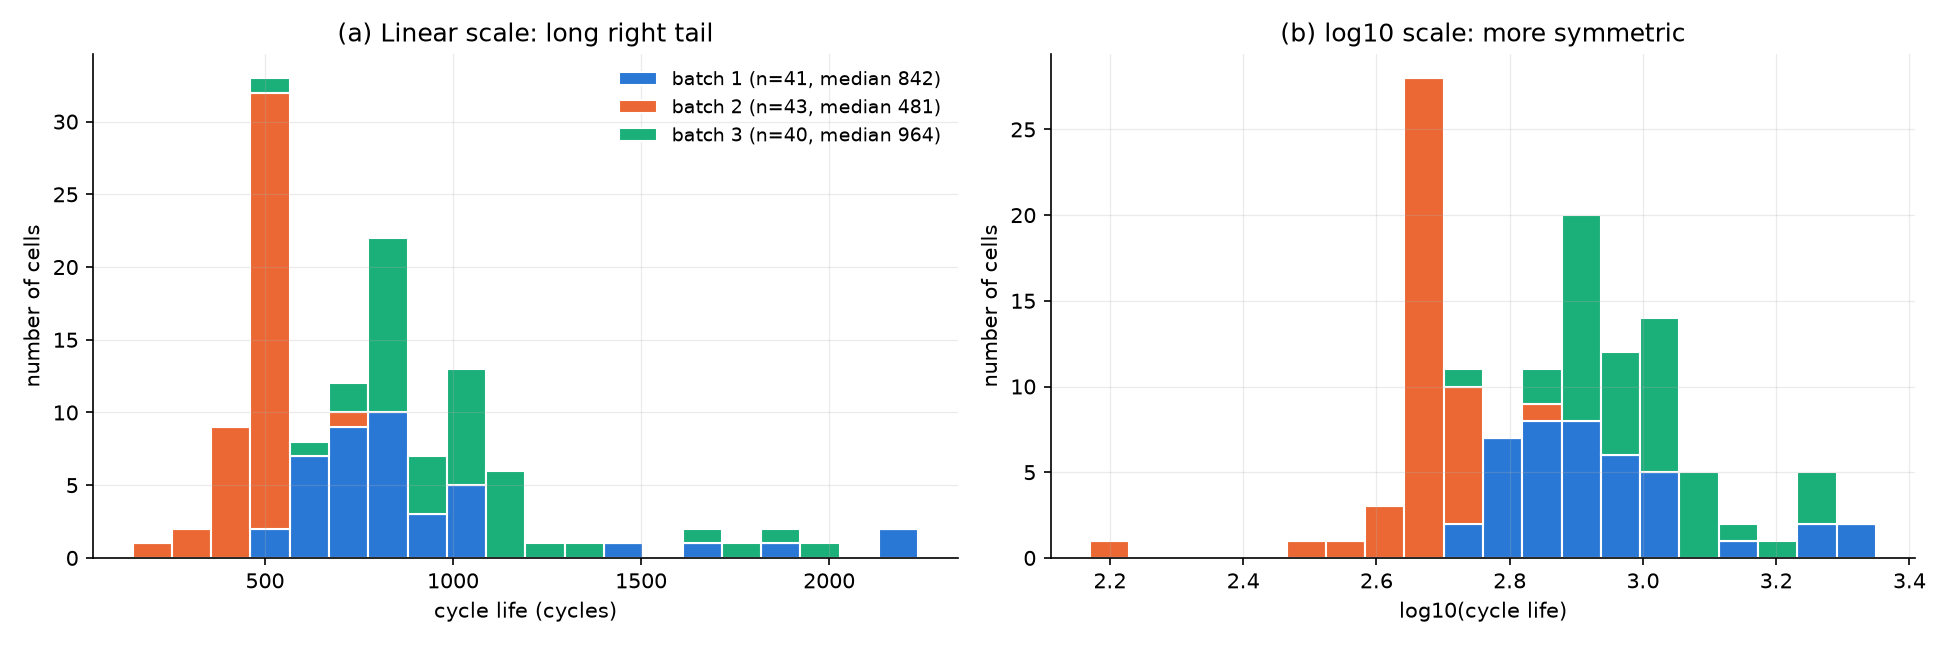 (a) Linear scale: long right tail
number of cells
30
25
20
15
10
5
0
batch 1 (n=41, median 842)
batch 2 (n=43, median 481)
batch 3 (n=40, median 964)
500 1000 1500 2000
cycle life (cycles)
(b) log10 scale: more symmetric
number of cells
25
20
15
10
5
0
2.2 2.4 2.6 2.8 3.0 3.2 3.4
log10(cycle life)